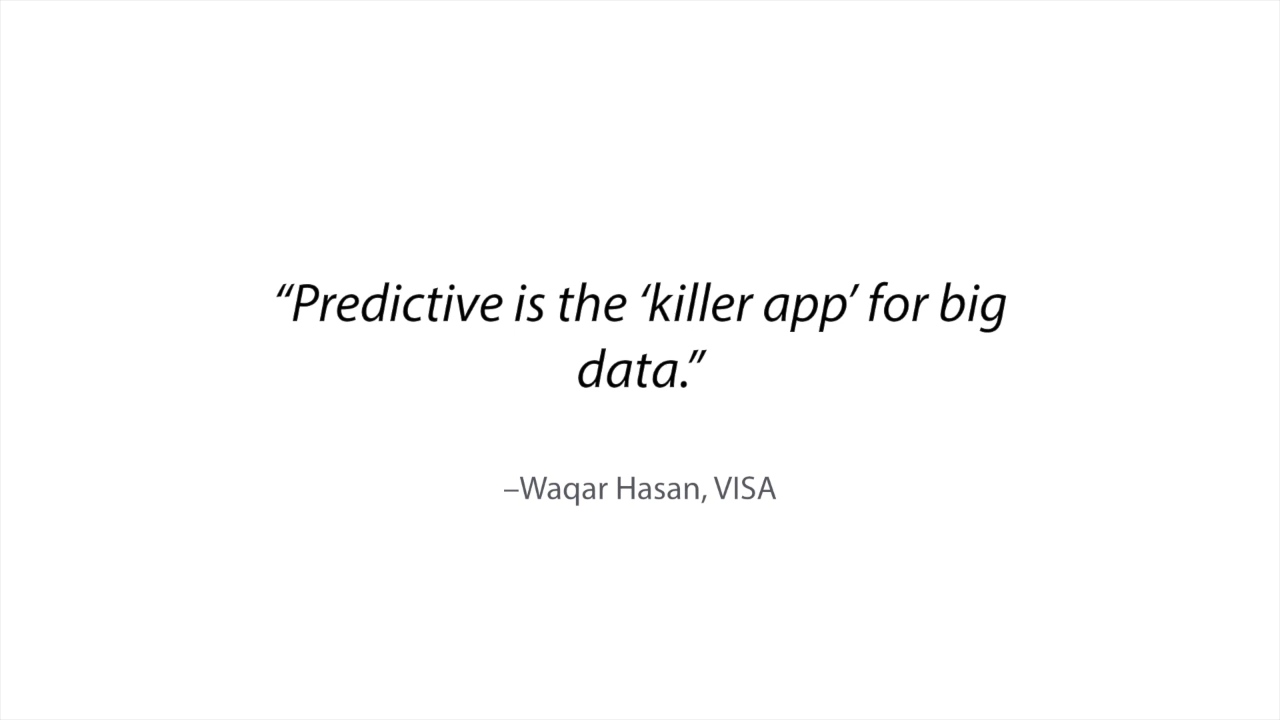 “Predictive is the ‘killer app’ for big
data.”
–Waqar Hasan, VISA